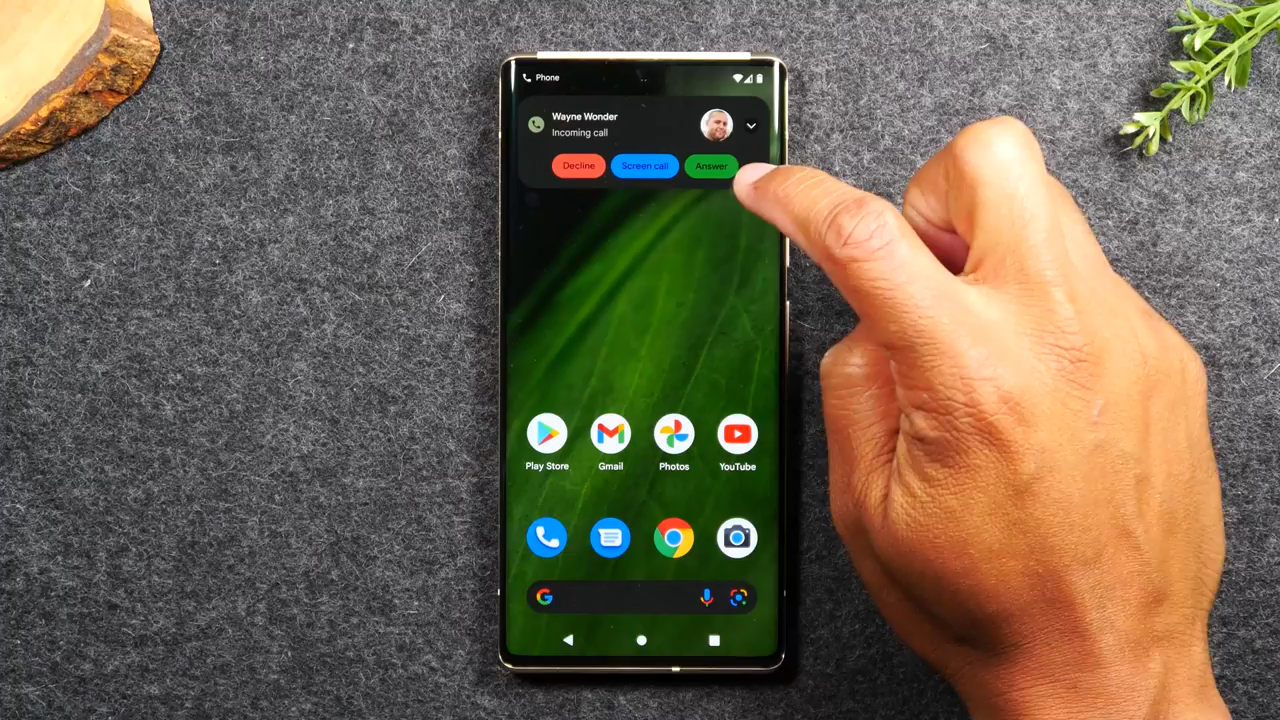 Phone
Wayne Wonder
Incoming call
Decline Screen call Answer
Play Store Gmail Photos YouTube